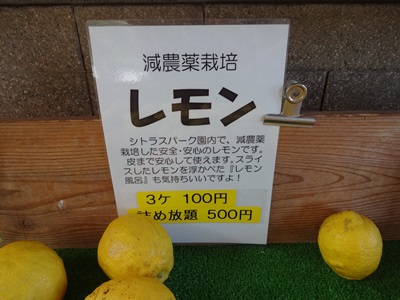 減農薬栽培
レモン
シトラスパーク園内で、減農薬
栽培した安全・安心のレモンです。
皮まで安心して使えます。スライ
スしたレモンを浮かべた『レモン
風呂』も気持ちいいですよ！
3ケ 100円
詰め放題 500円